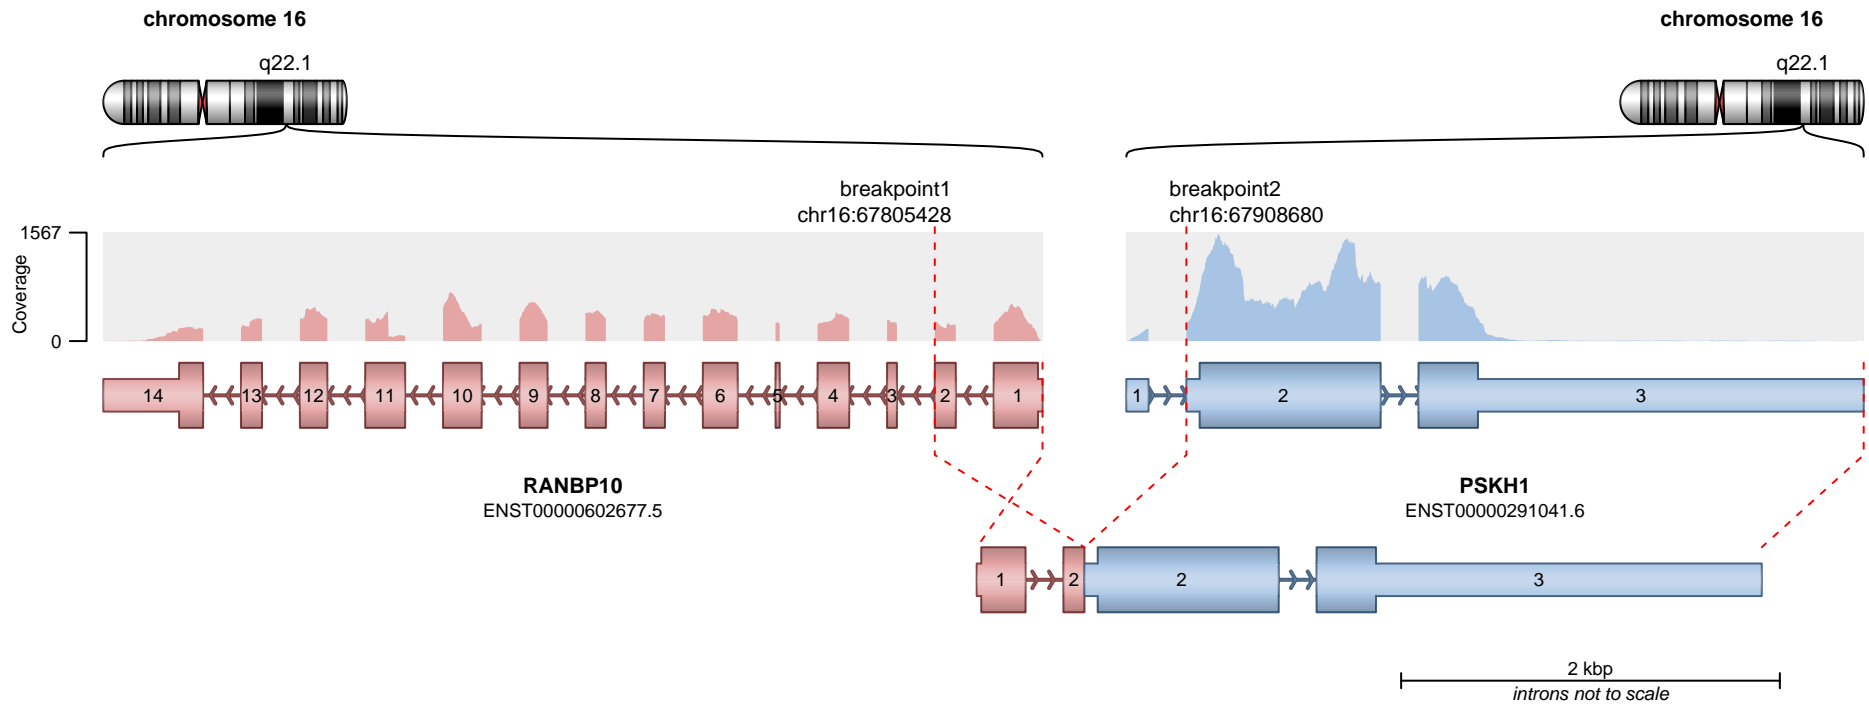 chromosome 16
chromosome 16
q22.1
q22.1
breakpoint1
chr16:67805428
breakpoint2
chr16:67908680
1567
Coverage
0
14 13 12 11 10 9 8 7 6 5 4 3 2 1
1 2 3
RANBP10
ENST00000602677.5
PSKH1
ENST00000291041.6
1 2 2 3
2 kbp
introns not to scale